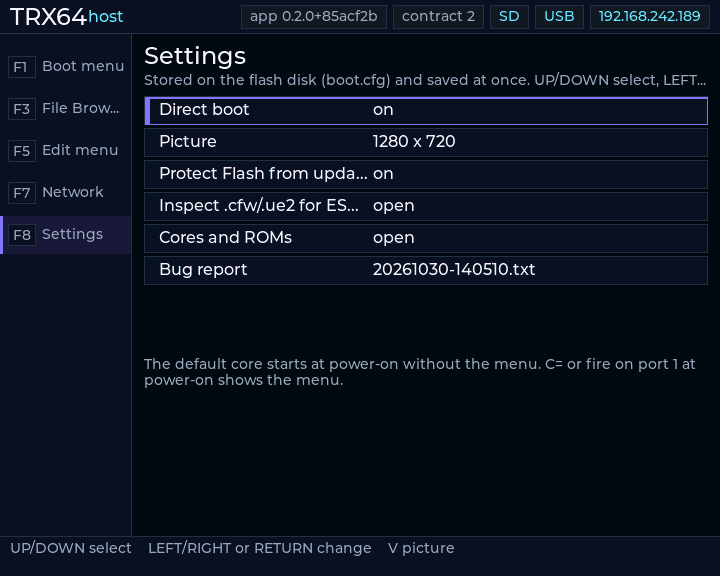 TRX64host app 0.2.0+85acf2b contract 2 SD USB 192.168.242.189
F1 Boot menu
F3 File Brow...
F5 Edit menu
F7 Network
F8 Settings
Settings
Stored on the flash disk (boot.cfg) and saved at once. UP/DOWN select, LEFT...
Direct boot on
Picture 1280 x 720
Protect Flash from upda... on
Inspect .cfw/.ue2 for ES... open
Cores and ROMs open
Bug report 20261030-140510.txt
The default core starts at power-on without the menu. C= or fire on port 1 at
power-on shows the menu.
UP/DOWN select LEFT/RIGHT or RETURN change V picture